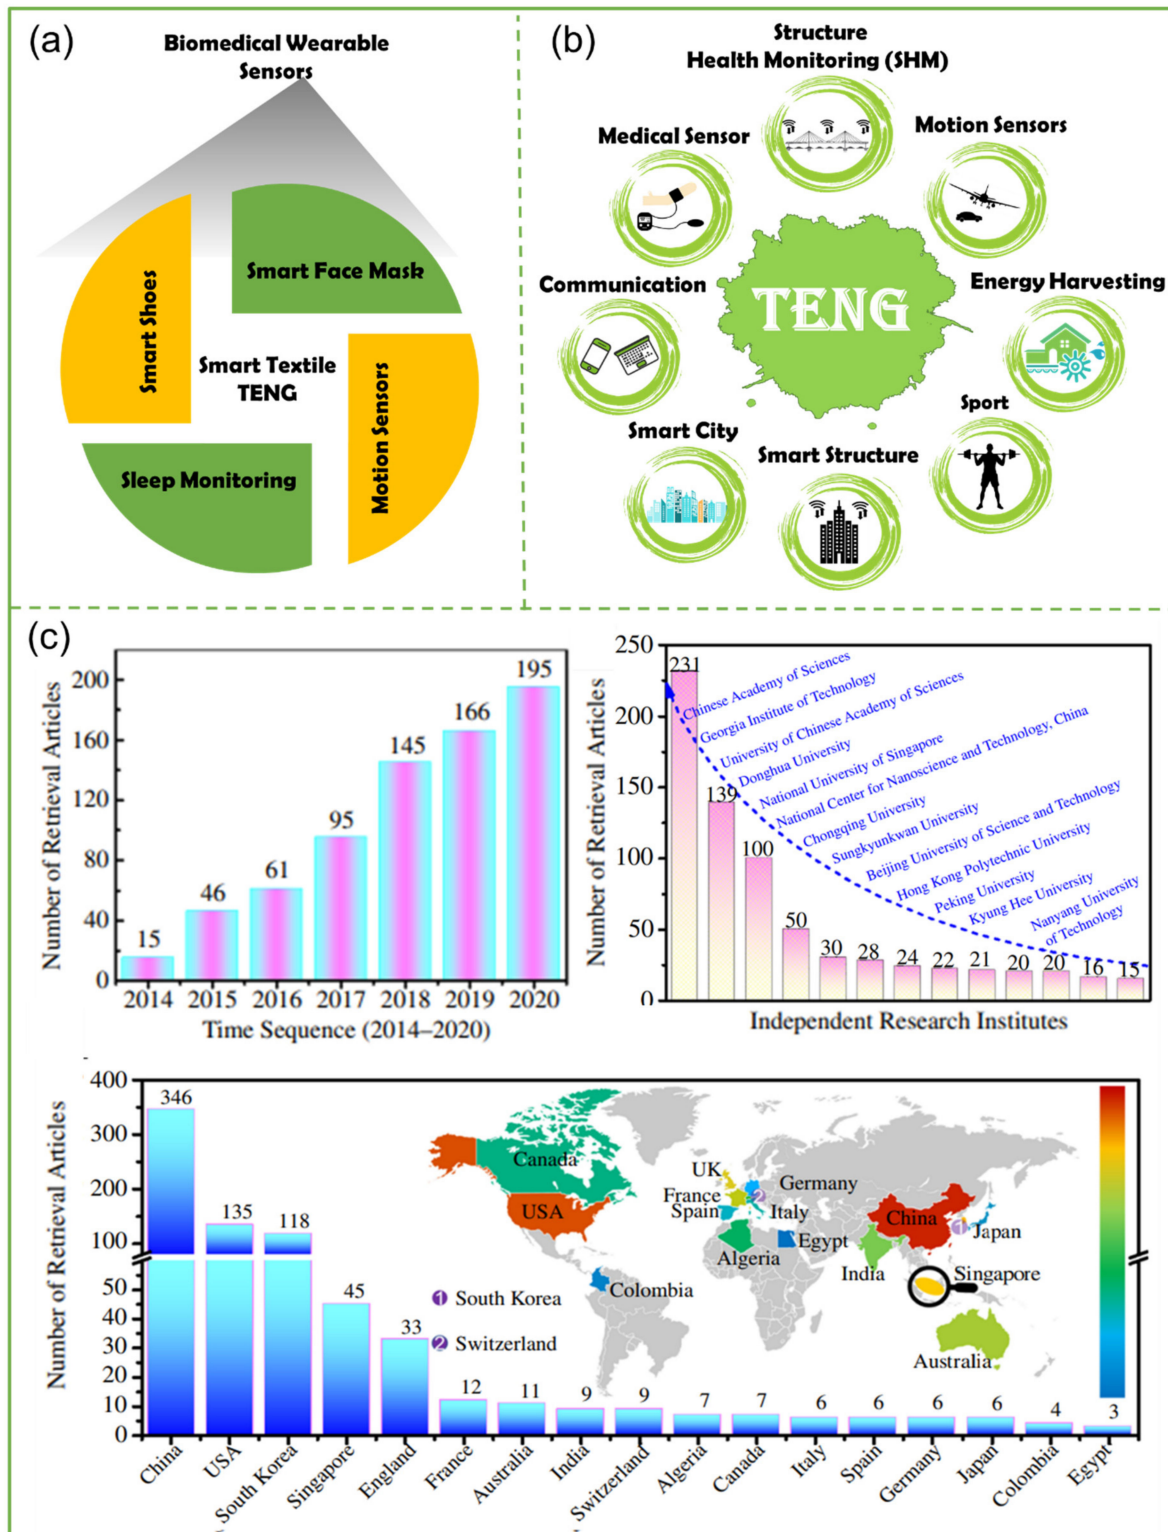 (a)
Biomedical Wearable
Sensors
Smart Shoes
Smart Face Mask
Smart Textile
TENG
Motion Sensors
Sleep Monitoring
(b)
Structure
Health Monitoring (SHM)
Medical Sensor
Motion Sensors
Communication
TENG
Energy Harvesting
Smart City
Smart Structure
Sport
(c)
Number of Retrieval Articles
200
160
120
80
40
0
15
46
61
95
145
166
195
2014 2015 2016 2017 2018 2019 2020
Time Sequence (2014–2020)
Number of Retrieval Articles
250
200
150
100
50
0
231
139
100
50
30
28
24
22
21
20
20
16
15
Chinese Academy of Sciences
Georgia Institute of Technology
University of Chinese Academy of Sciences
Donghua University
National University of Singapore
National Center for Nanoscience and Technology, China
Chongqing University
Sungkyunkwan University
Beijing University of Science and Technology
Hong Kong Polytechnic University
Peking University
Kyung Hee University
Nanyang University
of Technology
Independent Research Institutes
Number of Retrieval Articles
400
300
200
100
50
40
30
20
10
0
346
135
118
45
33
12
11
9
9
7
7
6
6
6
6
4
3
Canada
USA
UK
France
Spain
Germany
Italy
Algeria
Egypt
China
Japan
India
Singapore
Colombia
Australia
1
2
1 South Korea
2 Switzerland
China
USA
South Korea
Singapore
England
France
Australia
India
Switzerland
Algeria
Canada
Italy
Spain
Germany
Japan
Colombia
Egypt